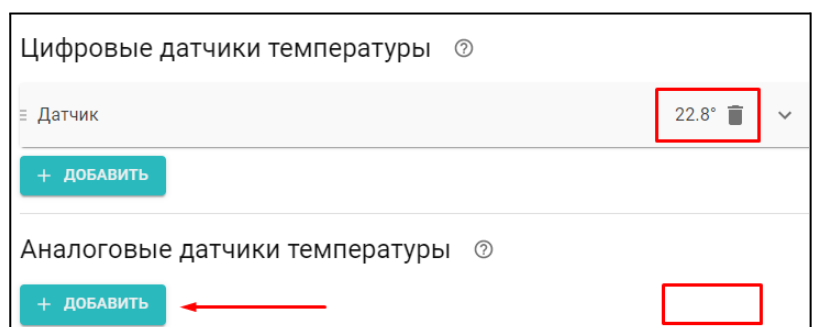 Цифровые датчики температуры ?
Датчик 22.8°
+ ДОБАВИТЬ
Аналоговые датчики температуры ?
+ ДОБАВИТЬ